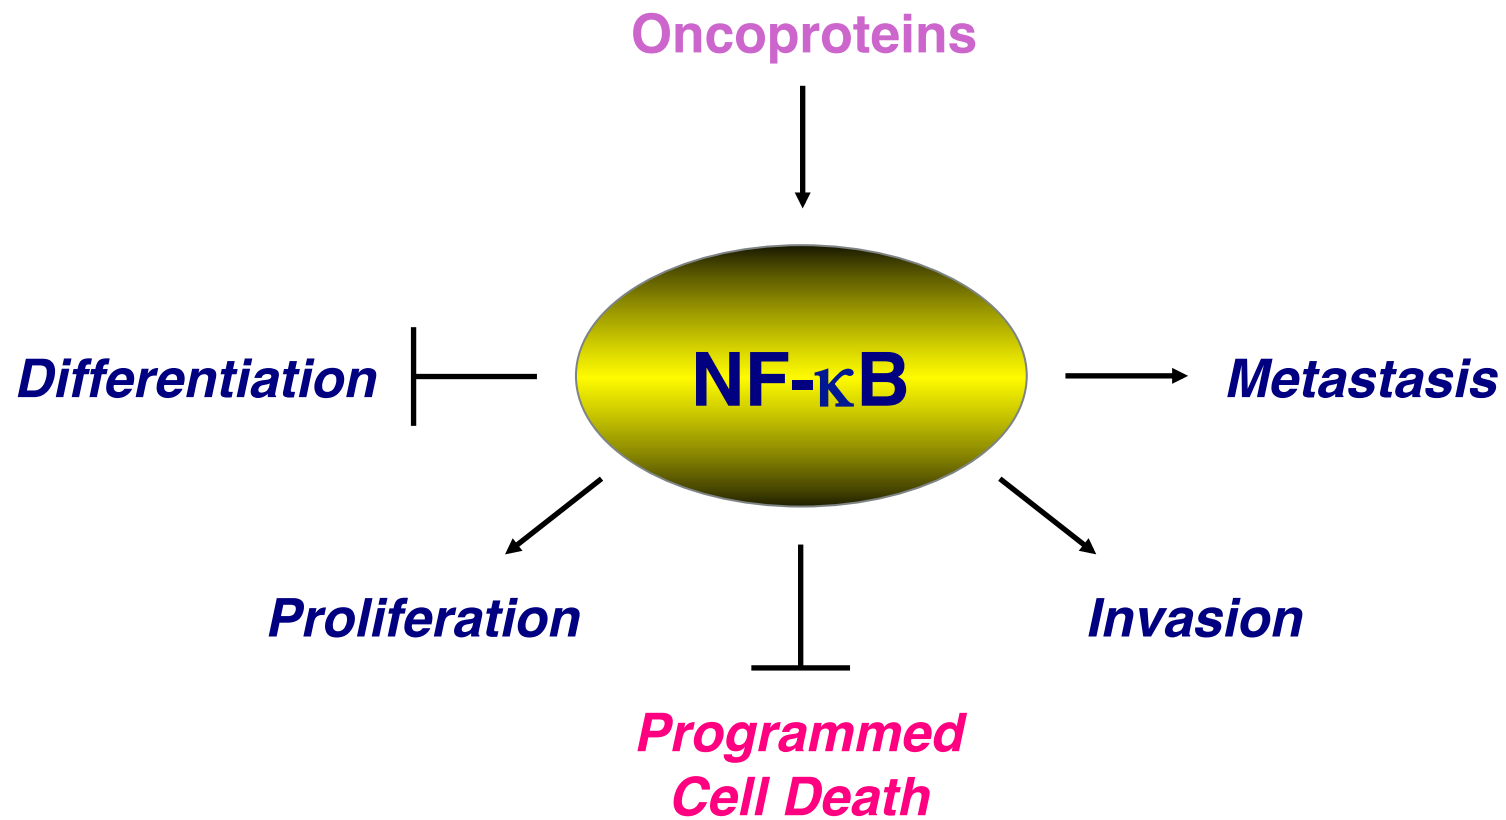 Oncoproteins
Differentiation
NF-κB
Metastasis
Proliferation
Invasion
Programmed
Cell Death